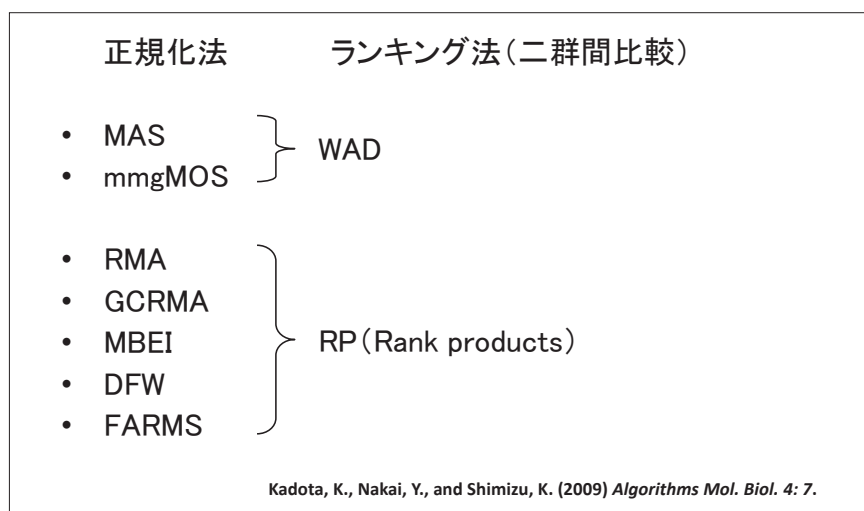 正規化法 ランキング法（二群間比較）
• MAS
• mmgMOS
WAD
• RMA
• GCRMA
• MBEI
• DFW
• FARMS
RP（Rank products）
Kadota, K., Nakai, Y., and Shimizu, K. (2009) Algorithms Mol. Biol. 4: 7.